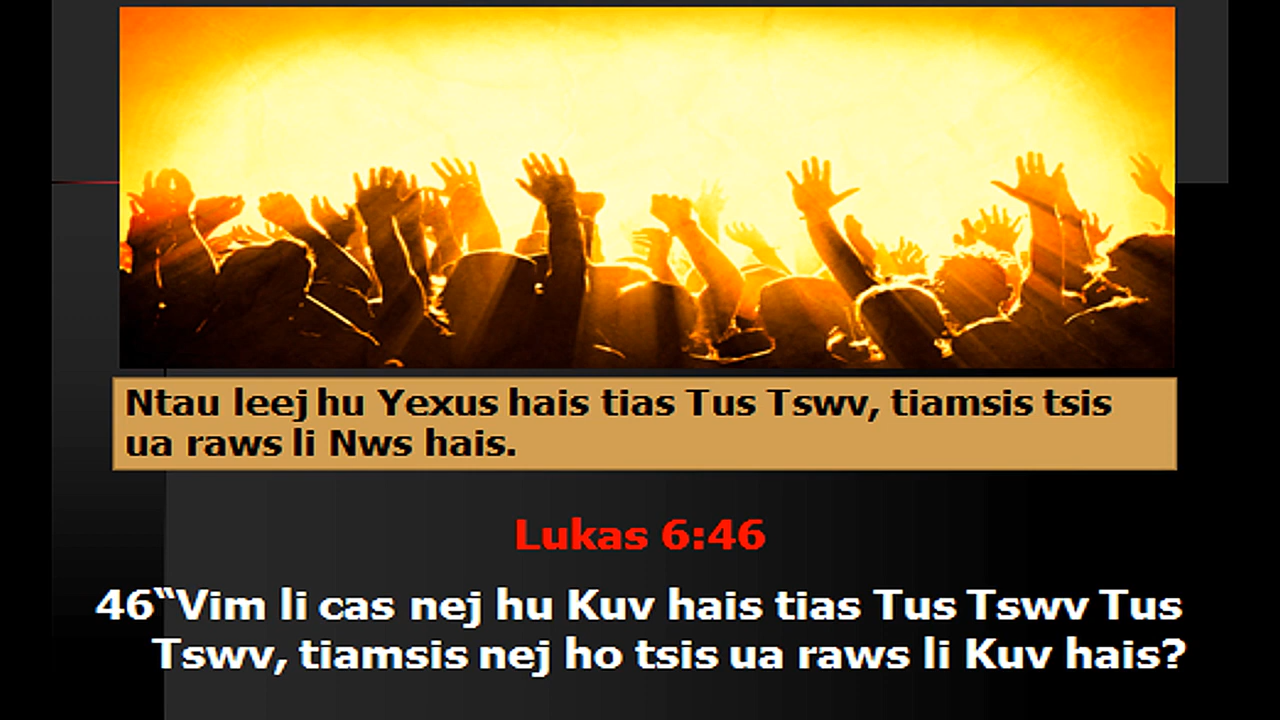 Ntau leej hu Yexus hais tias Tus Tswv, tiamsis tsis
ua raws li Nws hais.
Lukas 6:46
46“Vim li cas nej hu Kuv hais tias Tus Tswv Tus
Tswv, tiamsis nej ho tsis ua raws li Kuv hais?